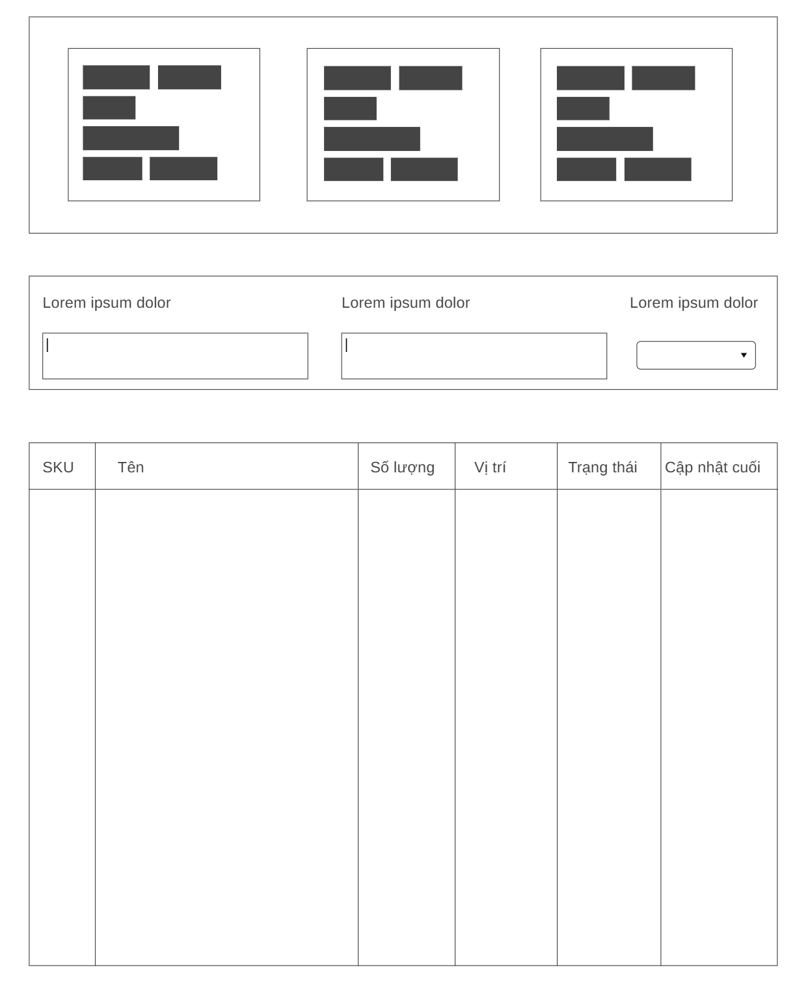 Lorem ipsum dolor
Lorem ipsum dolor
Lorem ipsum dolor
SKU
Tên
Số lượng
Vị trí
Trạng thái
Cập nhật cuối